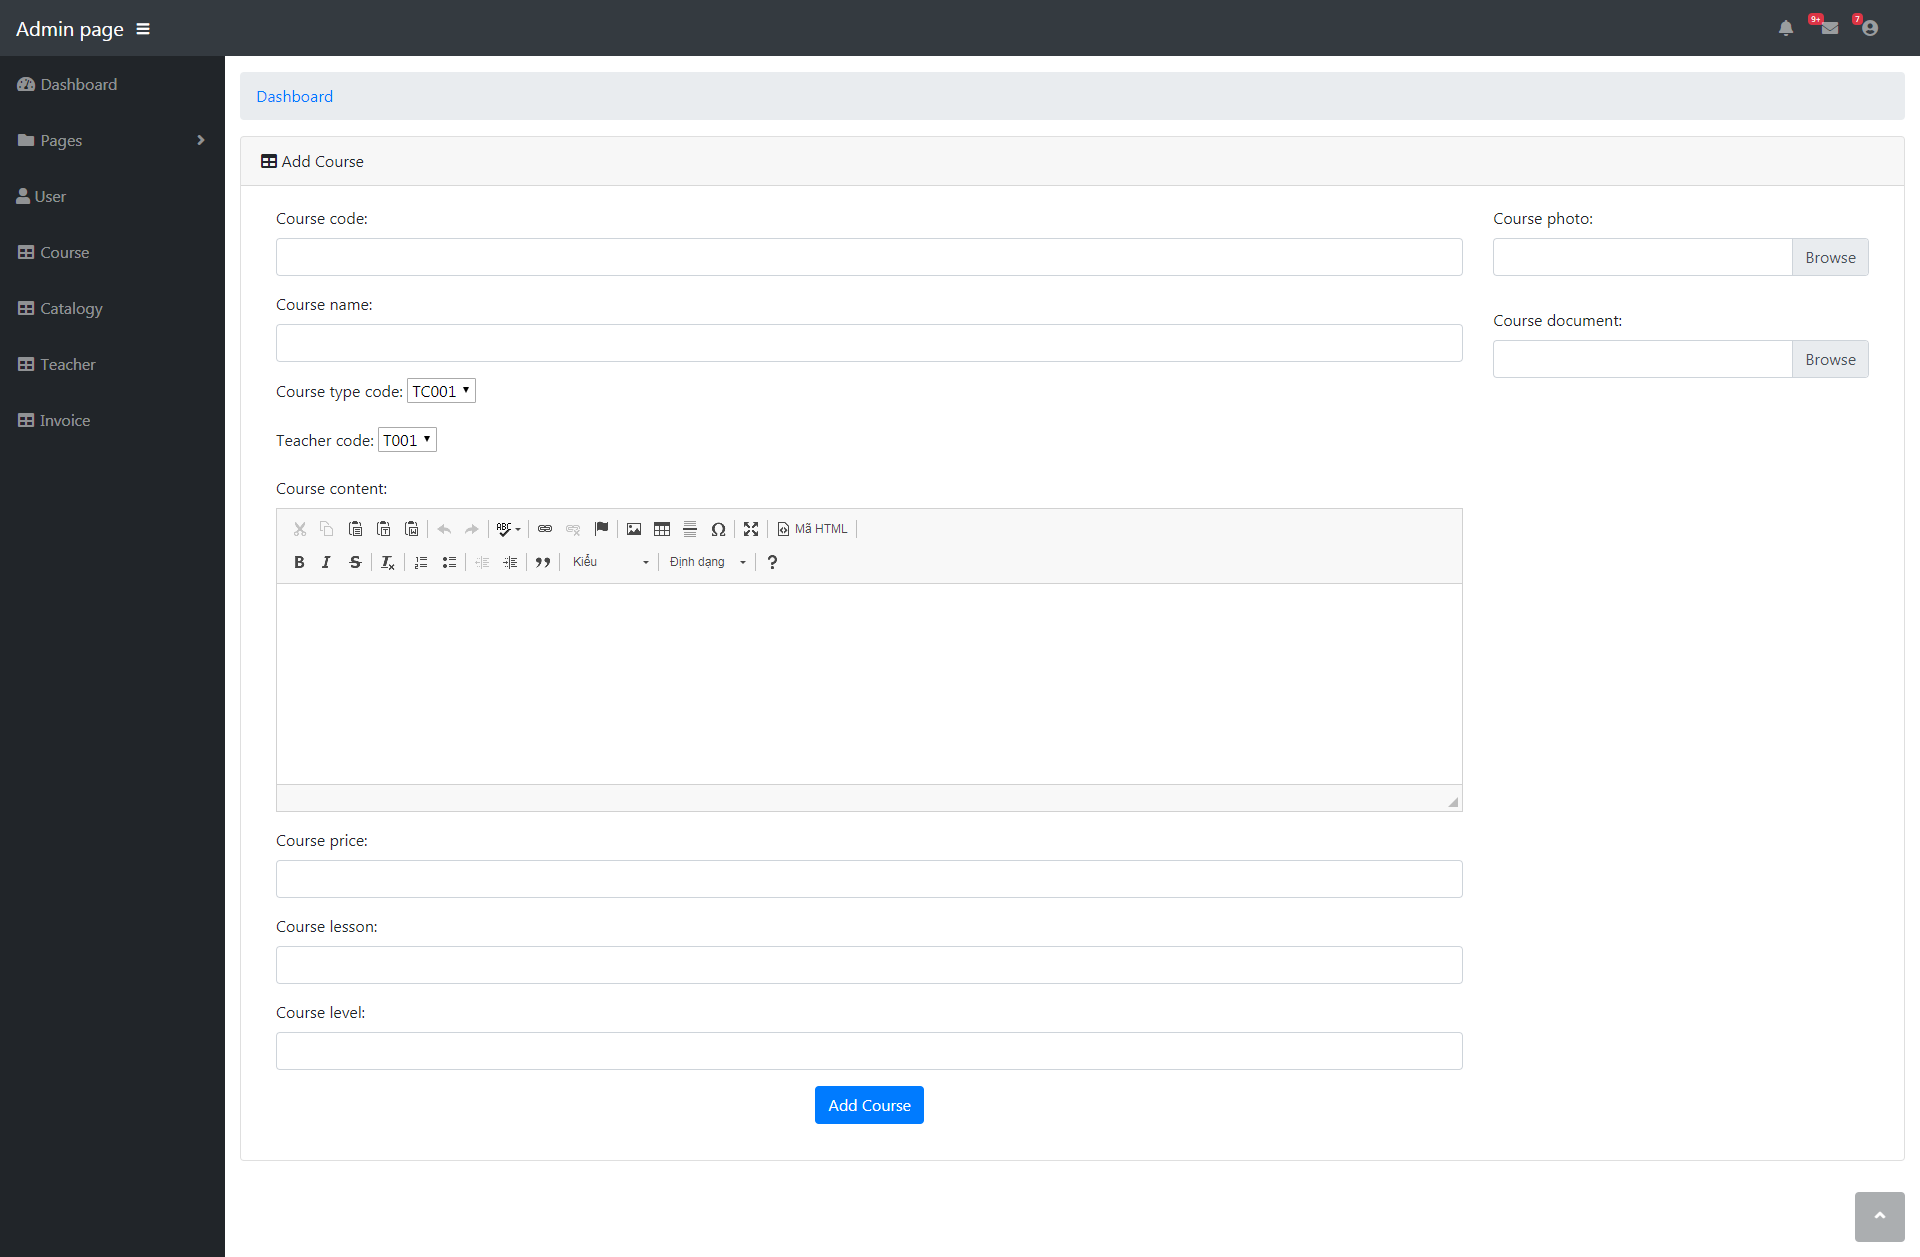 Admin page
9+
7
Dashboard
Pages
User
Course
Catalogy
Teacher
Invoice
Dashboard
Add Course
Course code:
Course name:
Course type code: TC001
Teacher code: T001
Course content:
ABC
Mã HTML
B I S Tx
Kiểu
Định dạng
?
Course price:
Course lesson:
Course level:
Add Course
Course photo:
Browse
Course document:
Browse